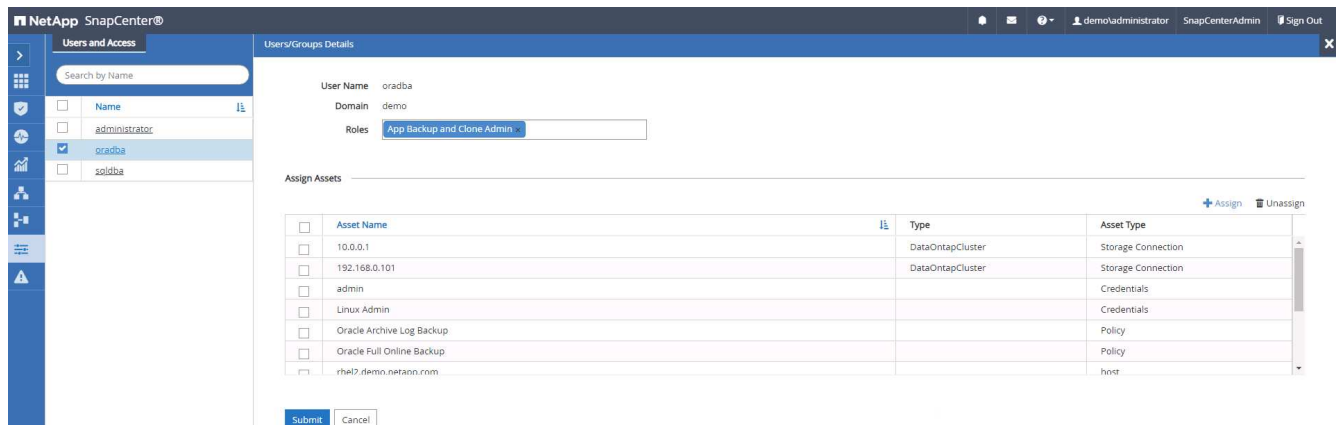 NetApp SnapCenter®
demo\administrator SnapCenterAdmin Sign Out
Users and Access
Users/Groups Details
Search by Name
Name
administrator
oradba
sqldba
User Name oradba
Domain demo
Roles App Backup and Clone Admin x
Assign Assets
+ Assign Unassign
Asset Name Type Asset Type
10.0.0.1 DataOntapCluster Storage Connection
192.168.0.101 DataOntapCluster Storage Connection
admin Credentials
Linux Admin Credentials
Oracle Archive Log Backup Policy
Oracle Full Online Backup Policy
rhel2.demo.netapp.com host
Submit Cancel